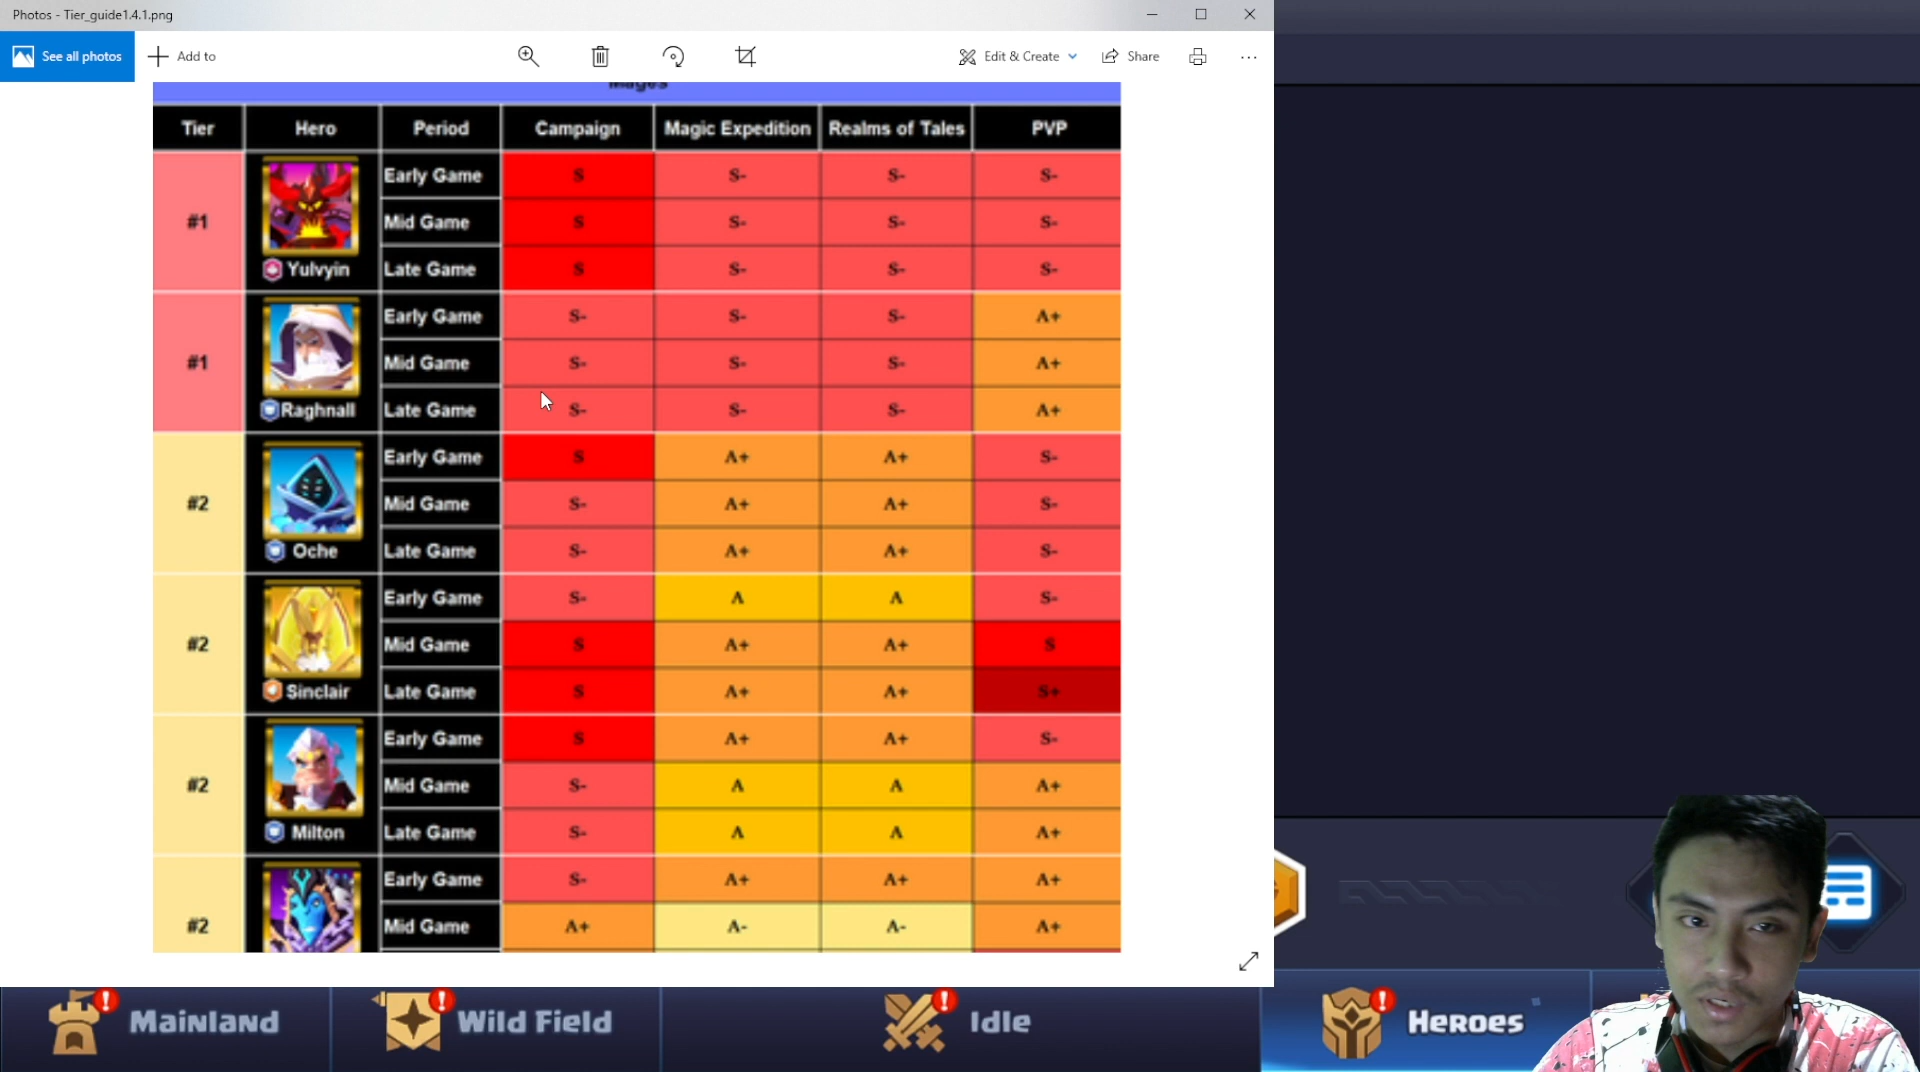 Photos - Tier_guide1.4.1.png
See all photos
Add to
Edit & Create
Share
Mages
Tier Hero Period Campaign Magic Expedition Realms of Tales PVP
#1 Yulvyin
Early Game S S- S- S-
Mid Game S S- S- S-
Late Game S S- S- S-
#1 Raghnall
Early Game S- S- S- A+
Mid Game S- S- S- A+
Late Game S- S- S- A+
#2 Oche
Early Game S A+ A+ S-
Mid Game S- A+ A+ S-
Late Game S- A+ A+ S-
#2 Sinclair
Early Game S- A A S-
Mid Game S A+ A+ S
Late Game S A+ A+ S+
#2 Milton
Early Game S A+ A+ S-
Mid Game S- A A A+
Late Game S- A A A+
#2
Early Game S- A+ A+ A+
Mid Game A+ A- A- A+
Mainland
Wild Field
Idle
Heroes